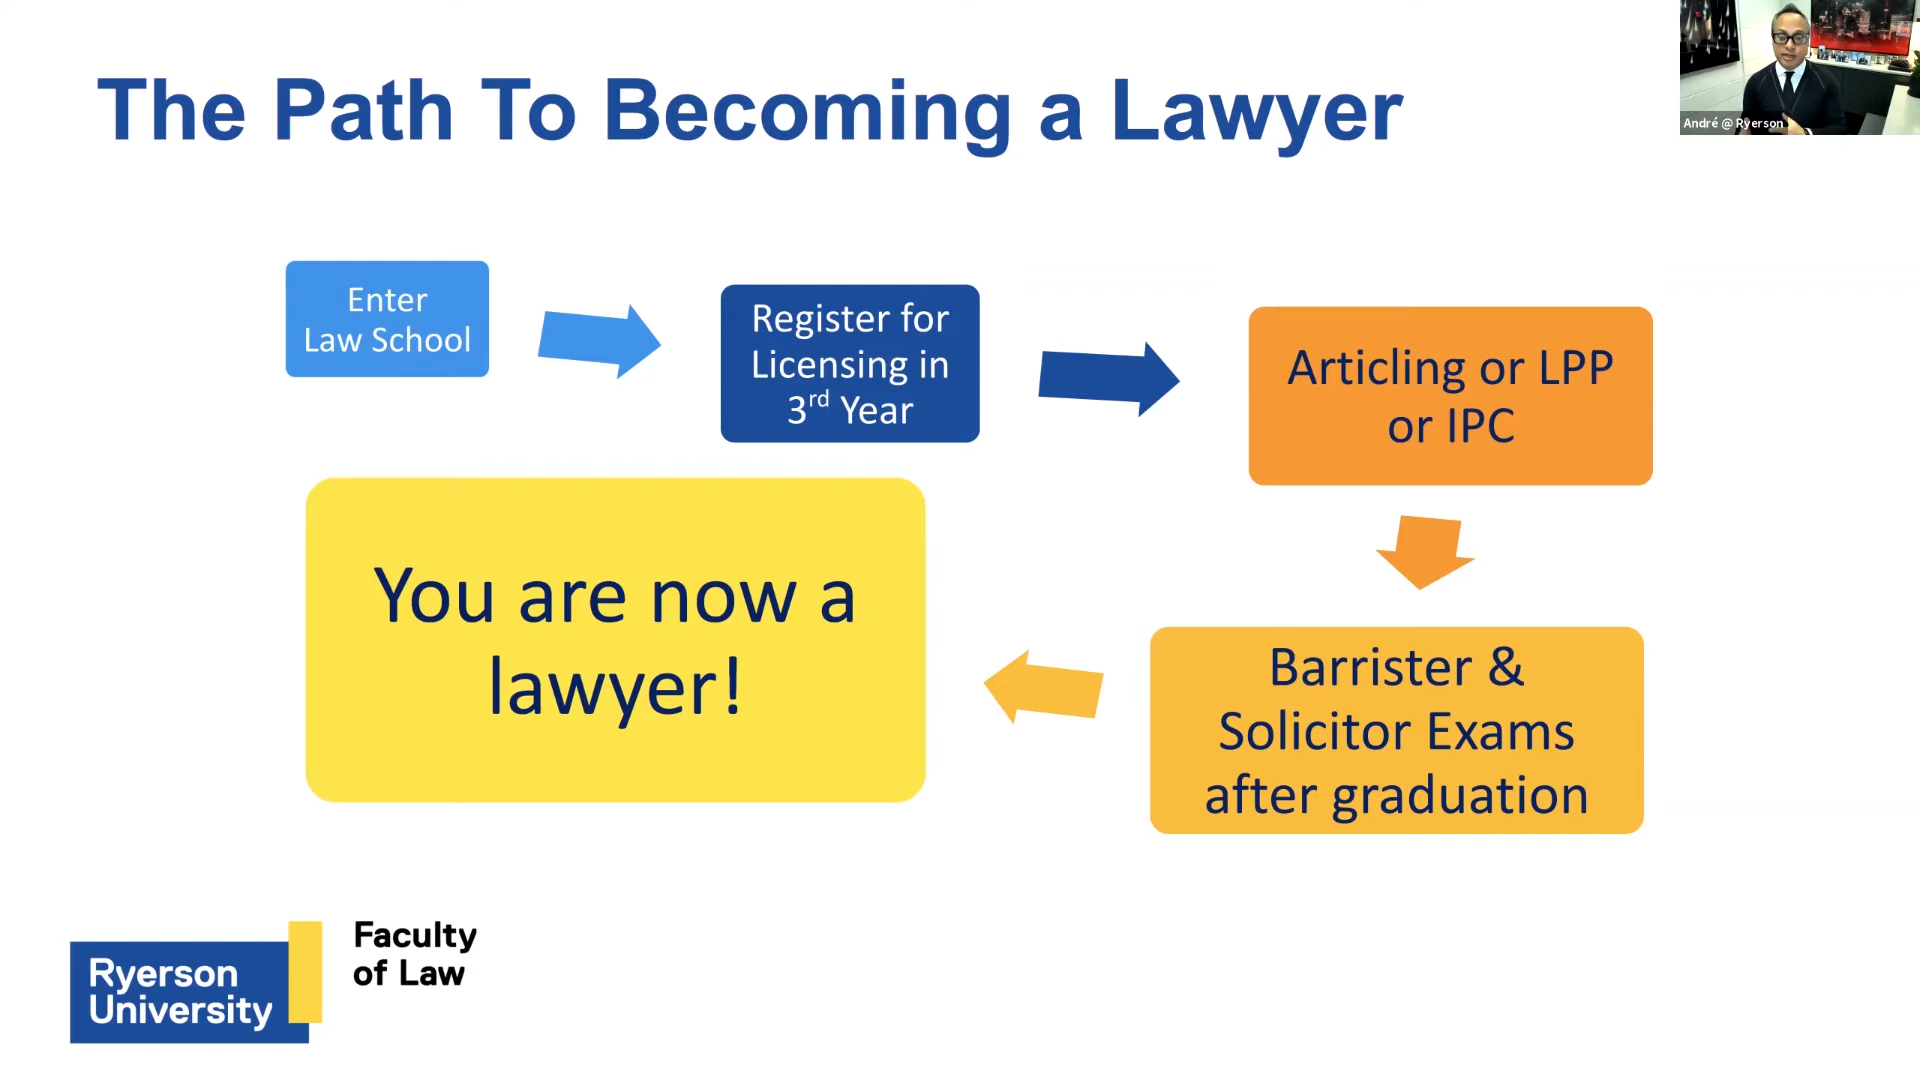 The Path To Becoming a Lawyer
André @ Ryerson
Enter
Law School
Register for
Licensing in
3rd Year
Articling or LPP
or IPC
Barrister &
Solicitor Exams
after graduation
You are now a
lawyer!
Ryerson
University
Faculty
of Law